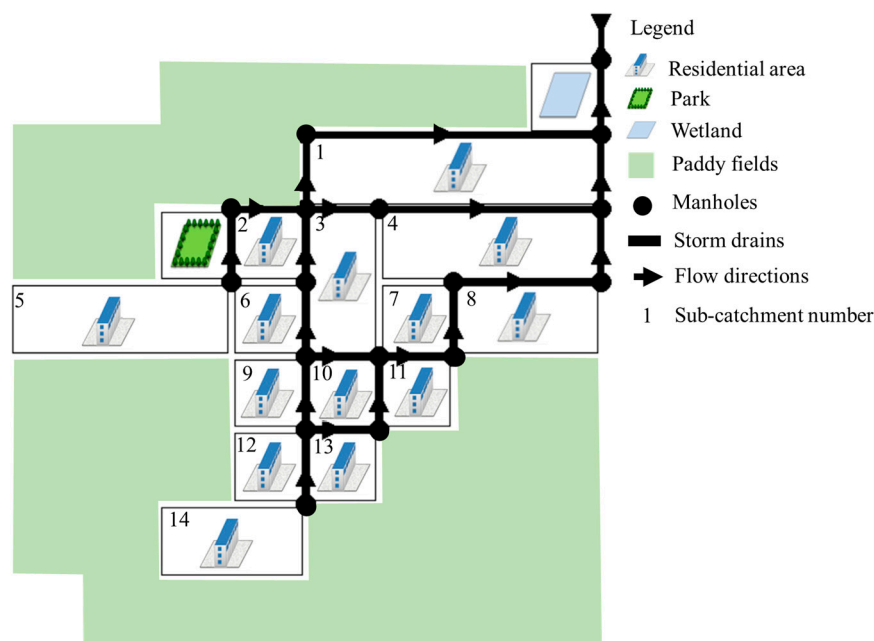 Legend
Residential area
Park
Wetland
Paddy fields
Manholes
Storm drains
Flow directions
1 Sub-catchment number
1
2
3
4
5
6
7
8
9
10
11
12
13
14